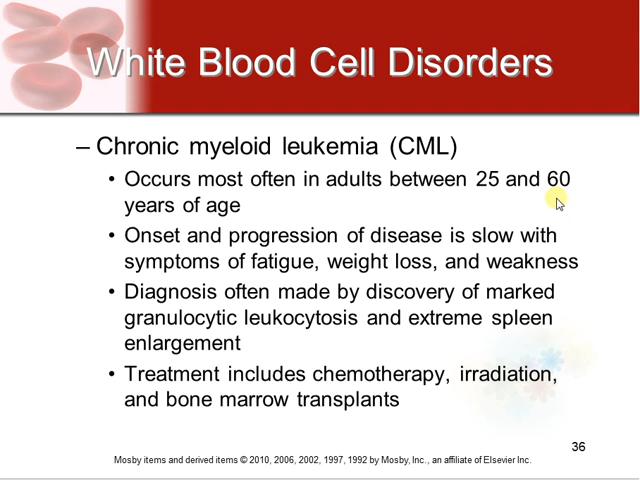 White Blood Cell Disorders
– Chronic myeloid leukemia (CML)
• Occurs most often in adults between 25 and 60
years of age
• Onset and progression of disease is slow with
symptoms of fatigue, weight loss, and weakness
• Diagnosis often made by discovery of marked
granulocytic leukocytosis and extreme spleen
enlargement
• Treatment includes chemotherapy, irradiation,
and bone marrow transplants
36
Mosby items and derived items © 2010, 2006, 2002, 1997, 1992 by Mosby, Inc., an affiliate of Elsevier Inc.